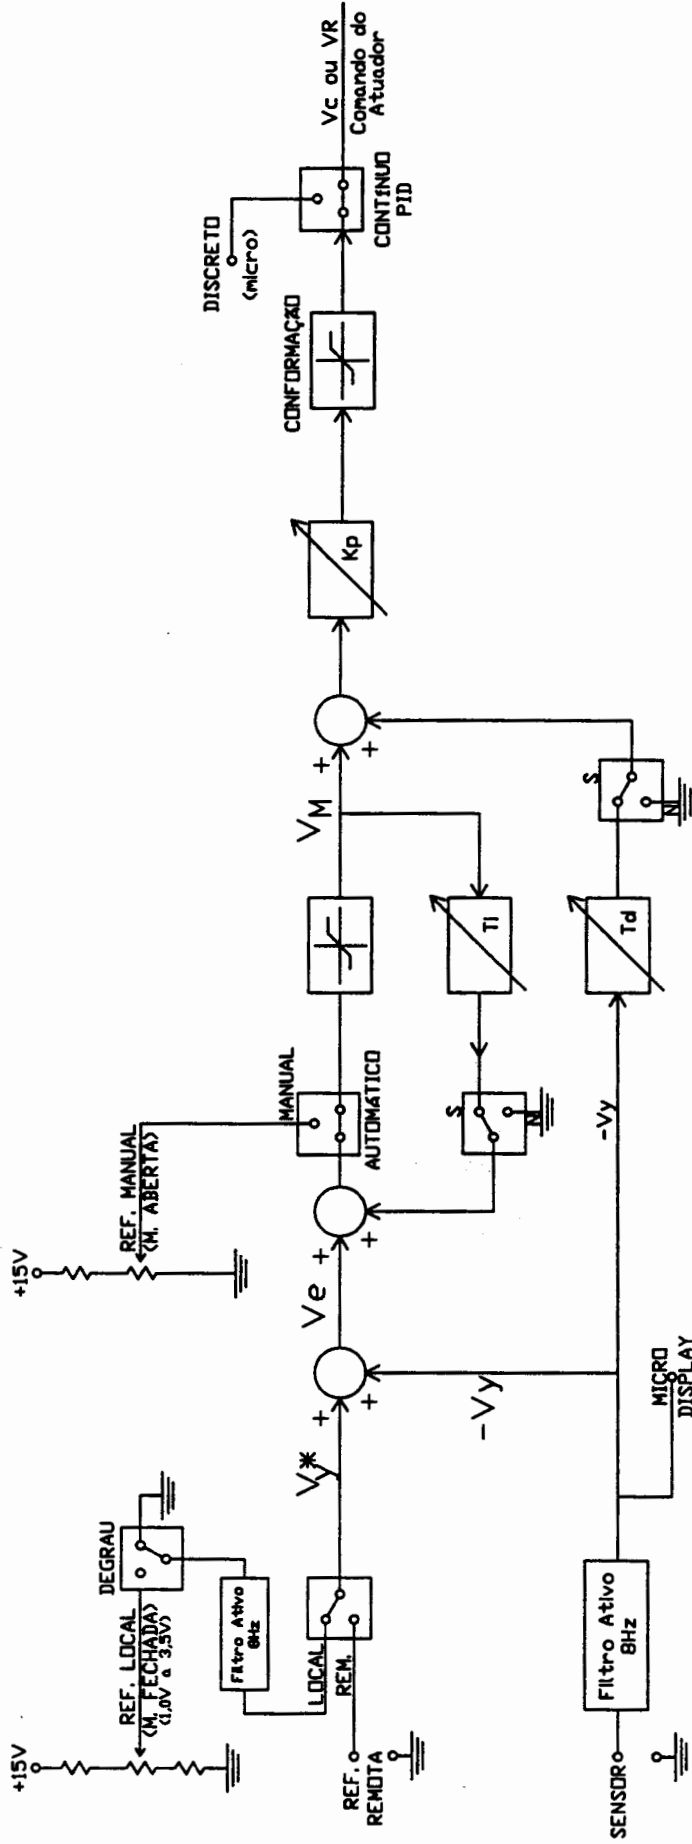 +15V
REF. LOCAL
(M. FECHADA)
(1,0V a 3,5V)
DEGRAU
Filtro Ativo
8Hz
LOCAL
REM.
REF.
REMOTA
SENSOR
Filtro Ativo
8Hz
MICRO
DISPLAY
Vy*
-Vy
Ve
+
+
+
+
+15V
REF. MANUAL
(M. ABERTA)
MANUAL
AUTOMÁTICO
S
N
Ti
-Vy
Td
S
N
VM
+
+
Kp
CONFORMAÇÃO
DISCRETO
(micro)
CONTÍNUO
PID
Vc ou VR
Comando do
Atuador